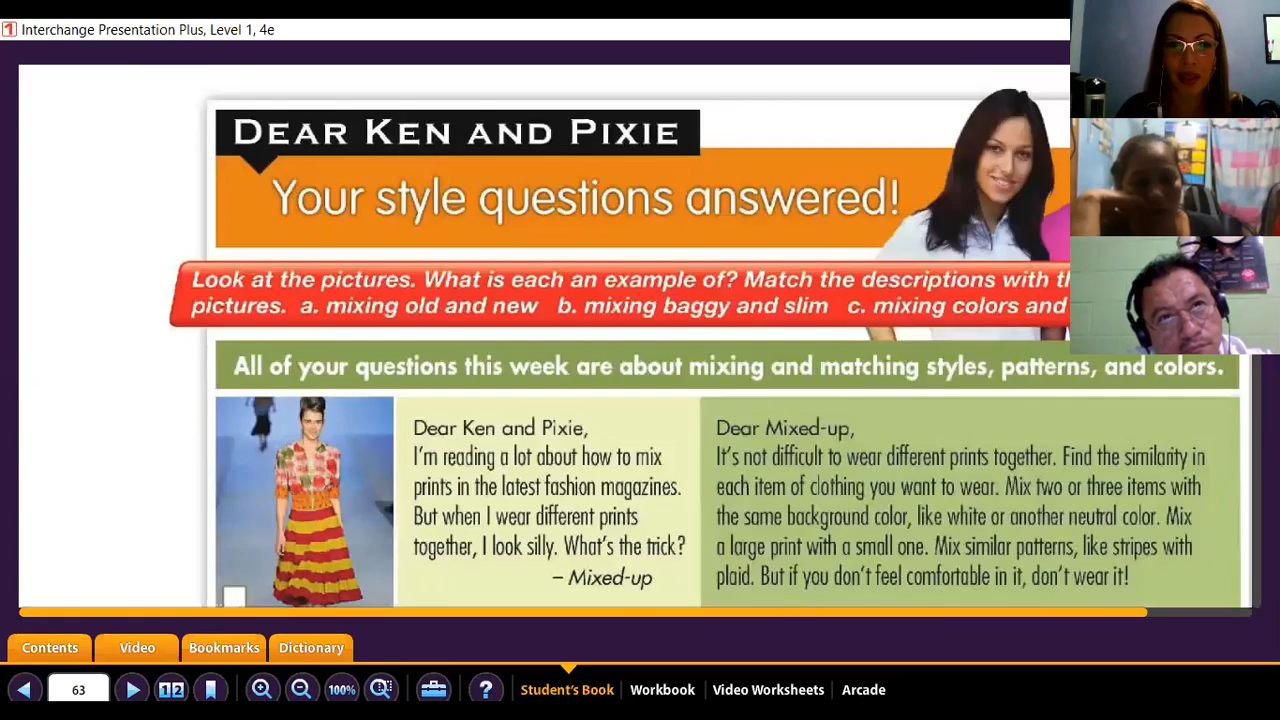 Interchange Presentation Plus, Level 1, 4e
DEAR KEN AND PIXIE
Your style questions answered!
Look at the pictures. What is each an example of? Match the descriptions with th
pictures. a. mixing old and new b. mixing baggy and slim c. mixing colors and
All of your questions this week are about mixing and matching styles, patterns, and colors.
Dear Ken and Pixie,
I'm reading a lot about how to mix
prints in the latest fashion magazines.
But when I wear different prints
together, I look silly. What's the trick?
– Mixed-up
Dear Mixed-up,
It's not difficult to wear different prints together. Find the similarity in
each item of clothing you want to wear. Mix two or three items with
the same background color, like white or another neutral color. Mix
a large print with a small one. Mix similar patterns, like stripes with
plaid. But if you don't feel comfortable in it, don't wear it!
Contents Video Bookmarks Dictionary
63 1 2 100% ? Student's Book Workbook Video Worksheets Arcade